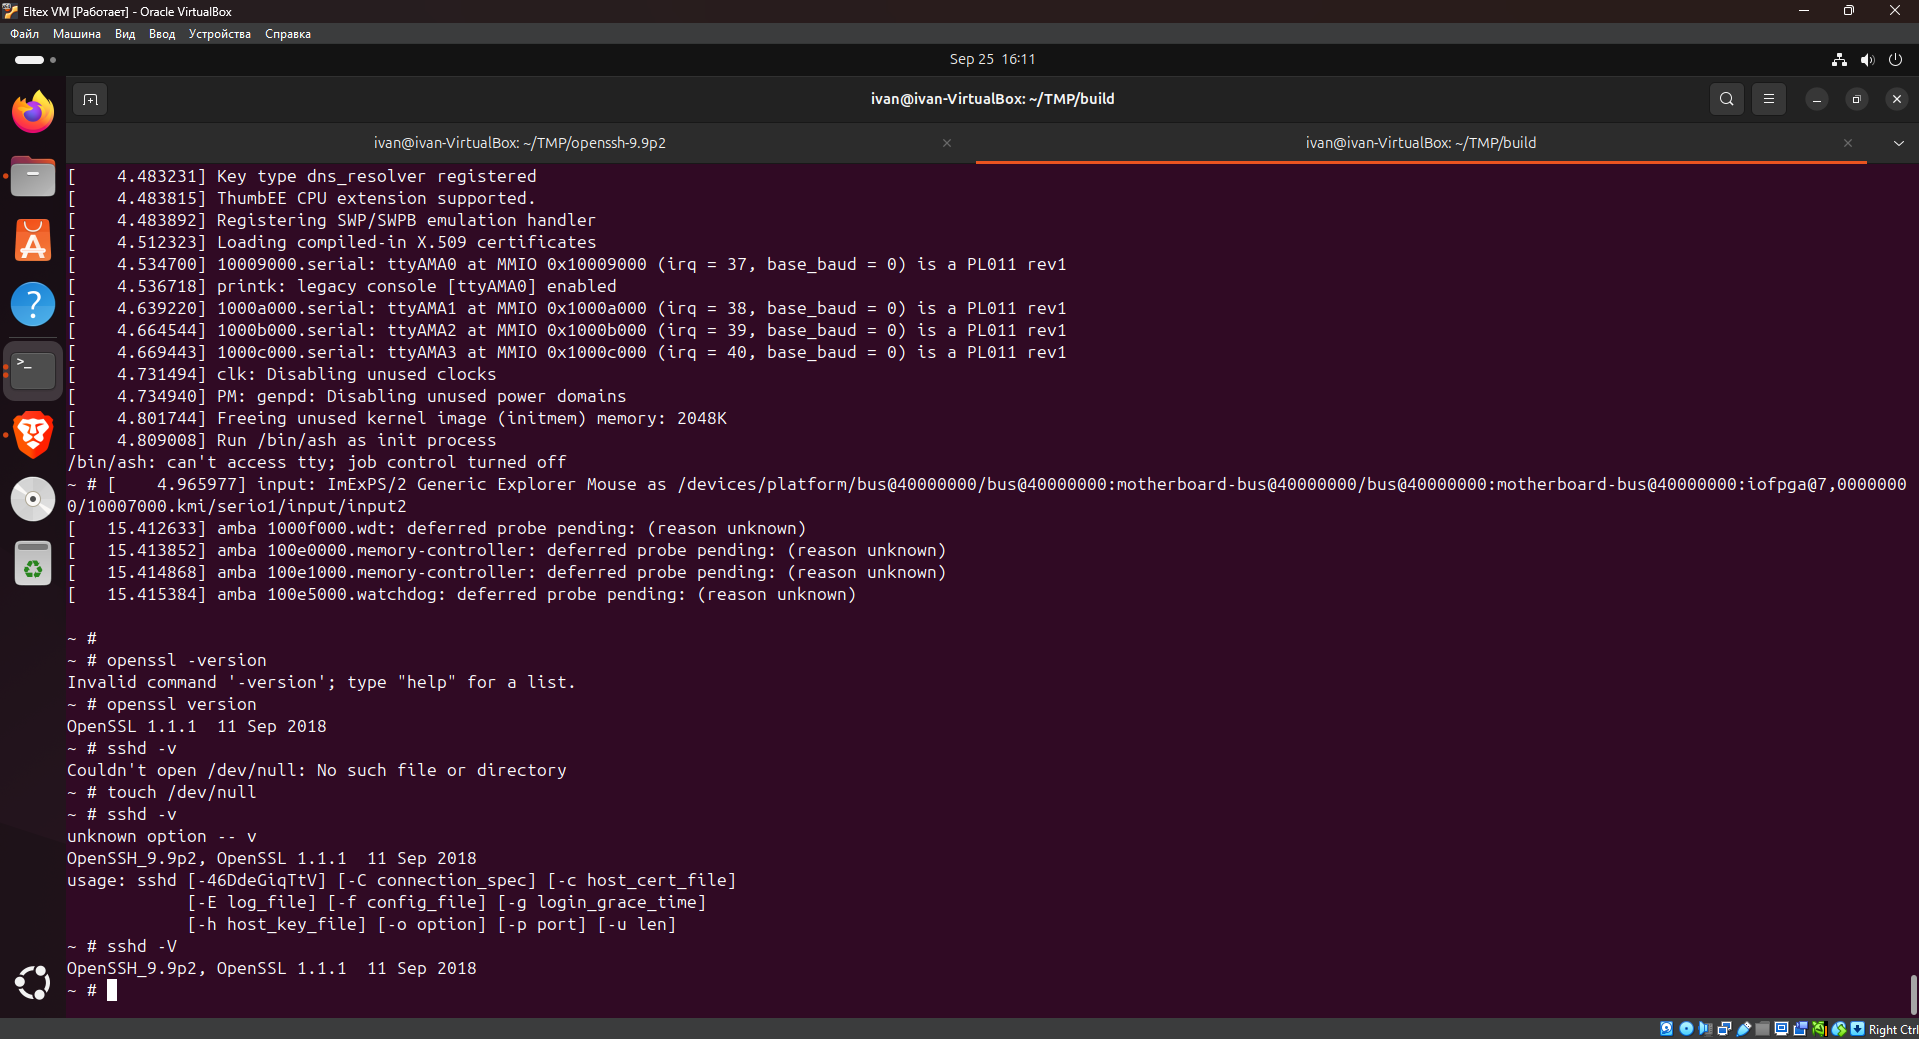 Eltex VM [Работает] - Oracle VirtualBox
Файл Машина Вид Ввод Устройства Справка
Sep 25 16:11
ivan@ivan-VirtualBox: ~/TMP/build
ivan@ivan-VirtualBox: ~/TMP/openssh-9.9p2
ivan@ivan-VirtualBox: ~/TMP/build
[    4.483231] Key type dns_resolver registered
[    4.483815] ThumbEE CPU extension supported.
[    4.483892] Registering SWP/SWPB emulation handler
[    4.512323] Loading compiled-in X.509 certificates
[    4.534700] 10009000.serial: ttyAMA0 at MMIO 0x10009000 (irq = 37, base_baud = 0) is a PL011 rev1
[    4.536718] printk: legacy console [ttyAMA0] enabled
[    4.639220] 1000a000.serial: ttyAMA1 at MMIO 0x1000a000 (irq = 38, base_baud = 0) is a PL011 rev1
[    4.664544] 1000b000.serial: ttyAMA2 at MMIO 0x1000b000 (irq = 39, base_baud = 0) is a PL011 rev1
[    4.669443] 1000c000.serial: ttyAMA3 at MMIO 0x1000c000 (irq = 40, base_baud = 0) is a PL011 rev1
[    4.731494] clk: Disabling unused clocks
[    4.734940] PM: genpd: Disabling unused power domains
[    4.801744] Freeing unused kernel image (initmem) memory: 2048K
[    4.809008] Run /bin/ash as init process
/bin/ash: can't access tty; job control turned off
~ # [    4.965977] input: ImExPS/2 Generic Explorer Mouse as /devices/platform/bus@40000000/bus@40000000:motherboard-bus@40000000/bus@40000000:motherboard-bus@40000000:iofpga@7,0000000
0/10007000.kmi/serio1/input/input2
[   15.412633] amba 1000f000.wdt: deferred probe pending: (reason unknown)
[   15.413852] amba 100e0000.memory-controller: deferred probe pending: (reason unknown)
[   15.414868] amba 100e1000.memory-controller: deferred probe pending: (reason unknown)
[   15.415384] amba 100e5000.watchdog: deferred probe pending: (reason unknown)
~ #
~ # openssl -version
Invalid command '-version'; type "help" for a list.
~ # openssl version
OpenSSL 1.1.1  11 Sep 2018
~ # sshd -v
Couldn't open /dev/null: No such file or directory
~ # touch /dev/null
~ # sshd -v
unknown option -- v
OpenSSH_9.9p2, OpenSSL 1.1.1  11 Sep 2018
usage: sshd [-46DdeGiqTtV] [-C connection_spec] [-c host_cert_file]
            [-E log_file] [-f config_file] [-g login_grace_time]
            [-h host_key_file] [-o option] [-p port] [-u len]
~ # sshd -V
OpenSSH_9.9p2, OpenSSL 1.1.1  11 Sep 2018
~ #
Right Ctrl